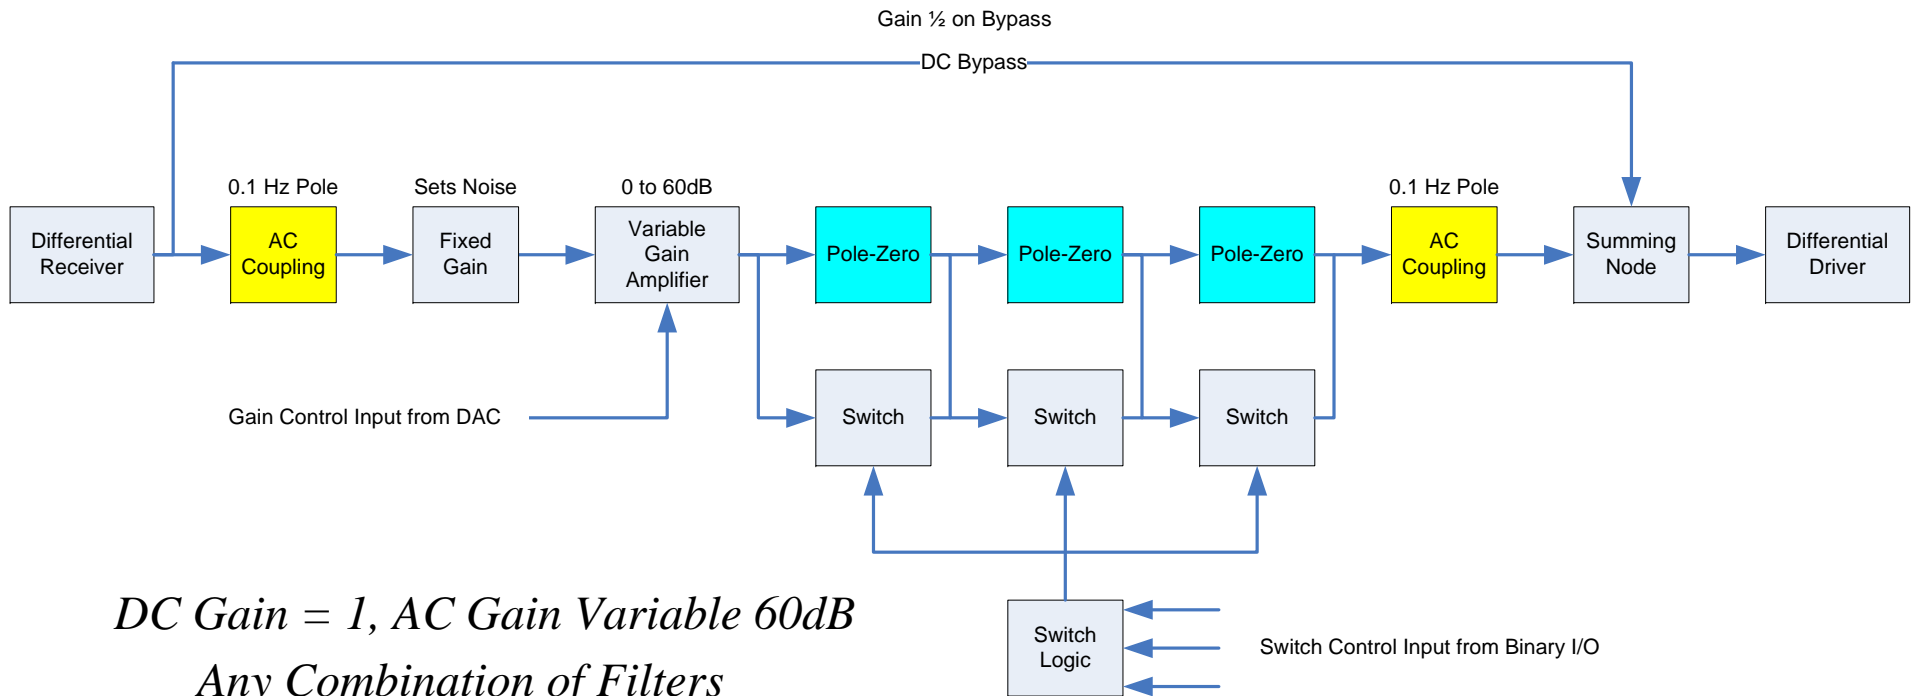 Gain ½ on Bypass
DC Bypass
0.1 Hz Pole
Sets Noise
0 to 60dB
0.1 Hz Pole
Differential
Receiver
AC
Coupling
Fixed
Gain
Variable
Gain
Amplifier
Pole-Zero
Pole-Zero
Pole-Zero
AC
Coupling
Summing
Node
Differential
Driver
Gain Control Input from DAC
Switch
Switch
Switch
DC Gain = 1, AC Gain Variable 60dB
Any Combination of Filters
Switch
Logic
Switch Control Input from Binary I/O